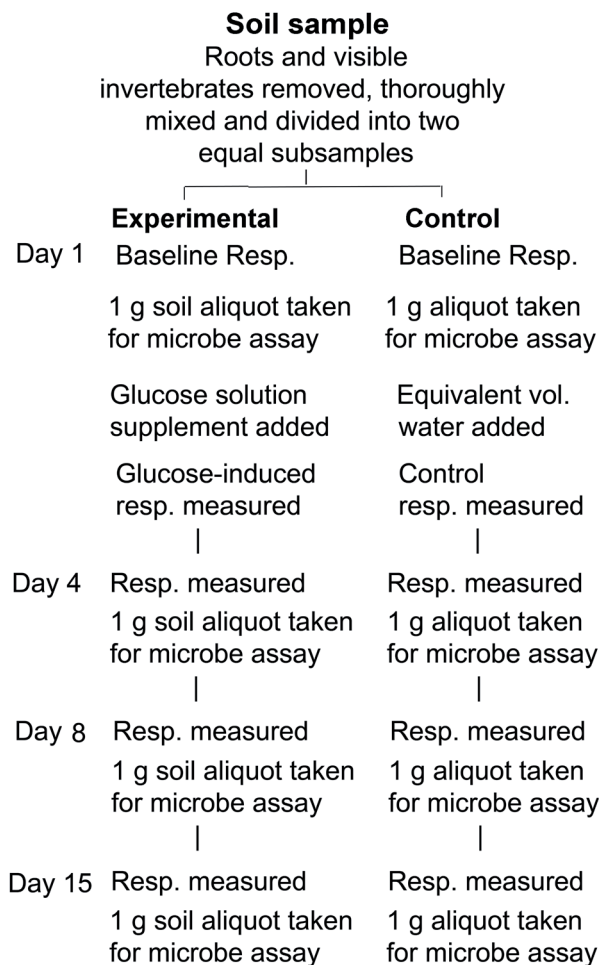 Soil sample
Roots and visible
invertebrates removed, thoroughly
mixed and divided into two
equal subsamples
Experimental Control
Day 1 Baseline Resp. Baseline Resp.
1 g soil aliquot taken 1 g aliquot taken
for microbe assay for microbe assay
Glucose solution Equivalent vol.
supplement added water added
Glucose-induced Control
resp. measured resp. measured
Day 4 Resp. measured Resp. measured
1 g soil aliquot taken 1 g aliquot taken
for microbe assay for microbe assay
Day 8 Resp. measured Resp. measured
1 g soil aliquot taken 1 g aliquot taken
for microbe assay for microbe assay
Day 15 Resp. measured Resp. measured
1 g soil aliquot taken 1 g aliquot taken
for microbe assay for microbe assay